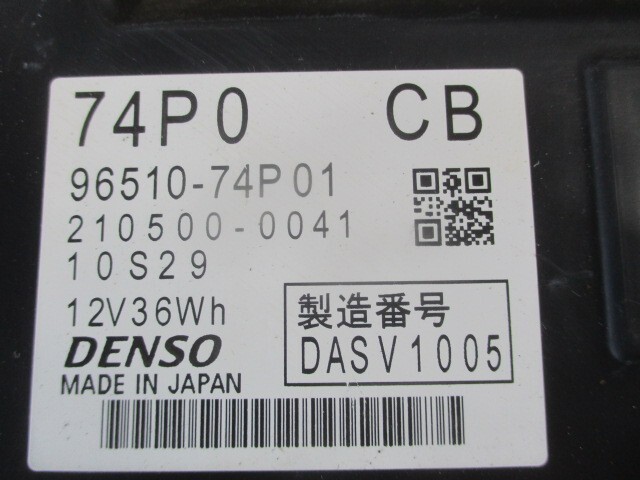 74P0 CB
96510-74P01
210500-0041
10S29
12V36Wh
製造番号
DENSO
DASV1005
MADE IN JAPAN